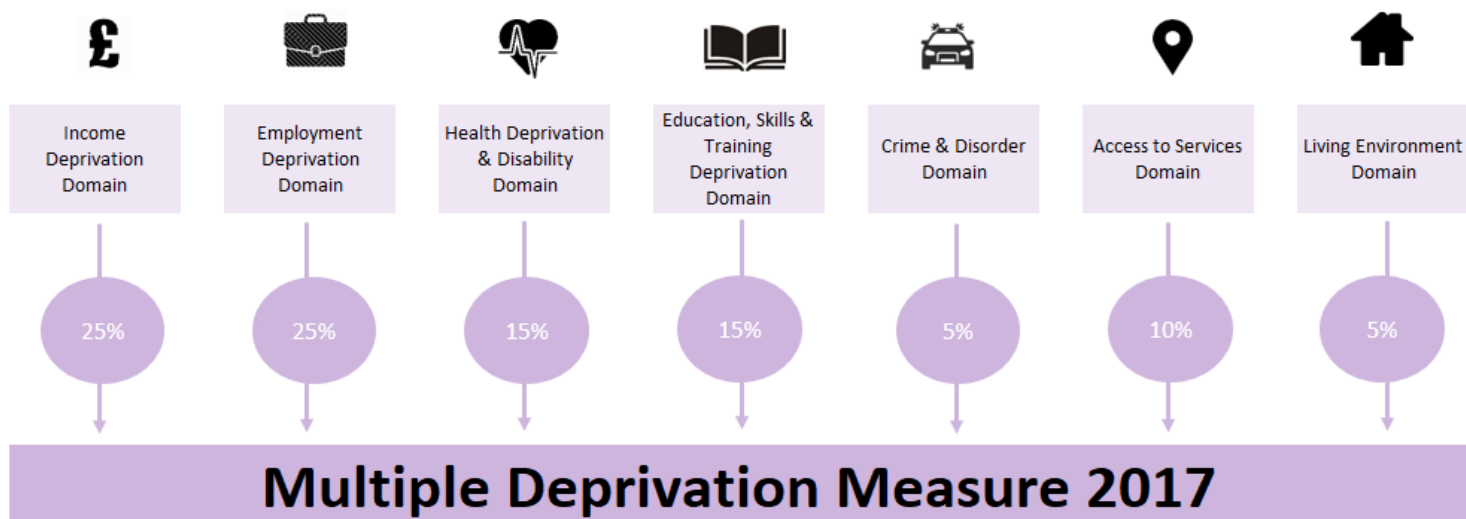 £
Income
Deprivation
Domain
Employment
Deprivation
Domain
Health Deprivation
& Disability
Domain
Education, Skills &
Training
Deprivation
Domain
Crime & Disorder
Domain
Access to Services
Domain
Living Environment
Domain
25%
25%
15%
15%
5%
10%
5%
Multiple Deprivation Measure 2017